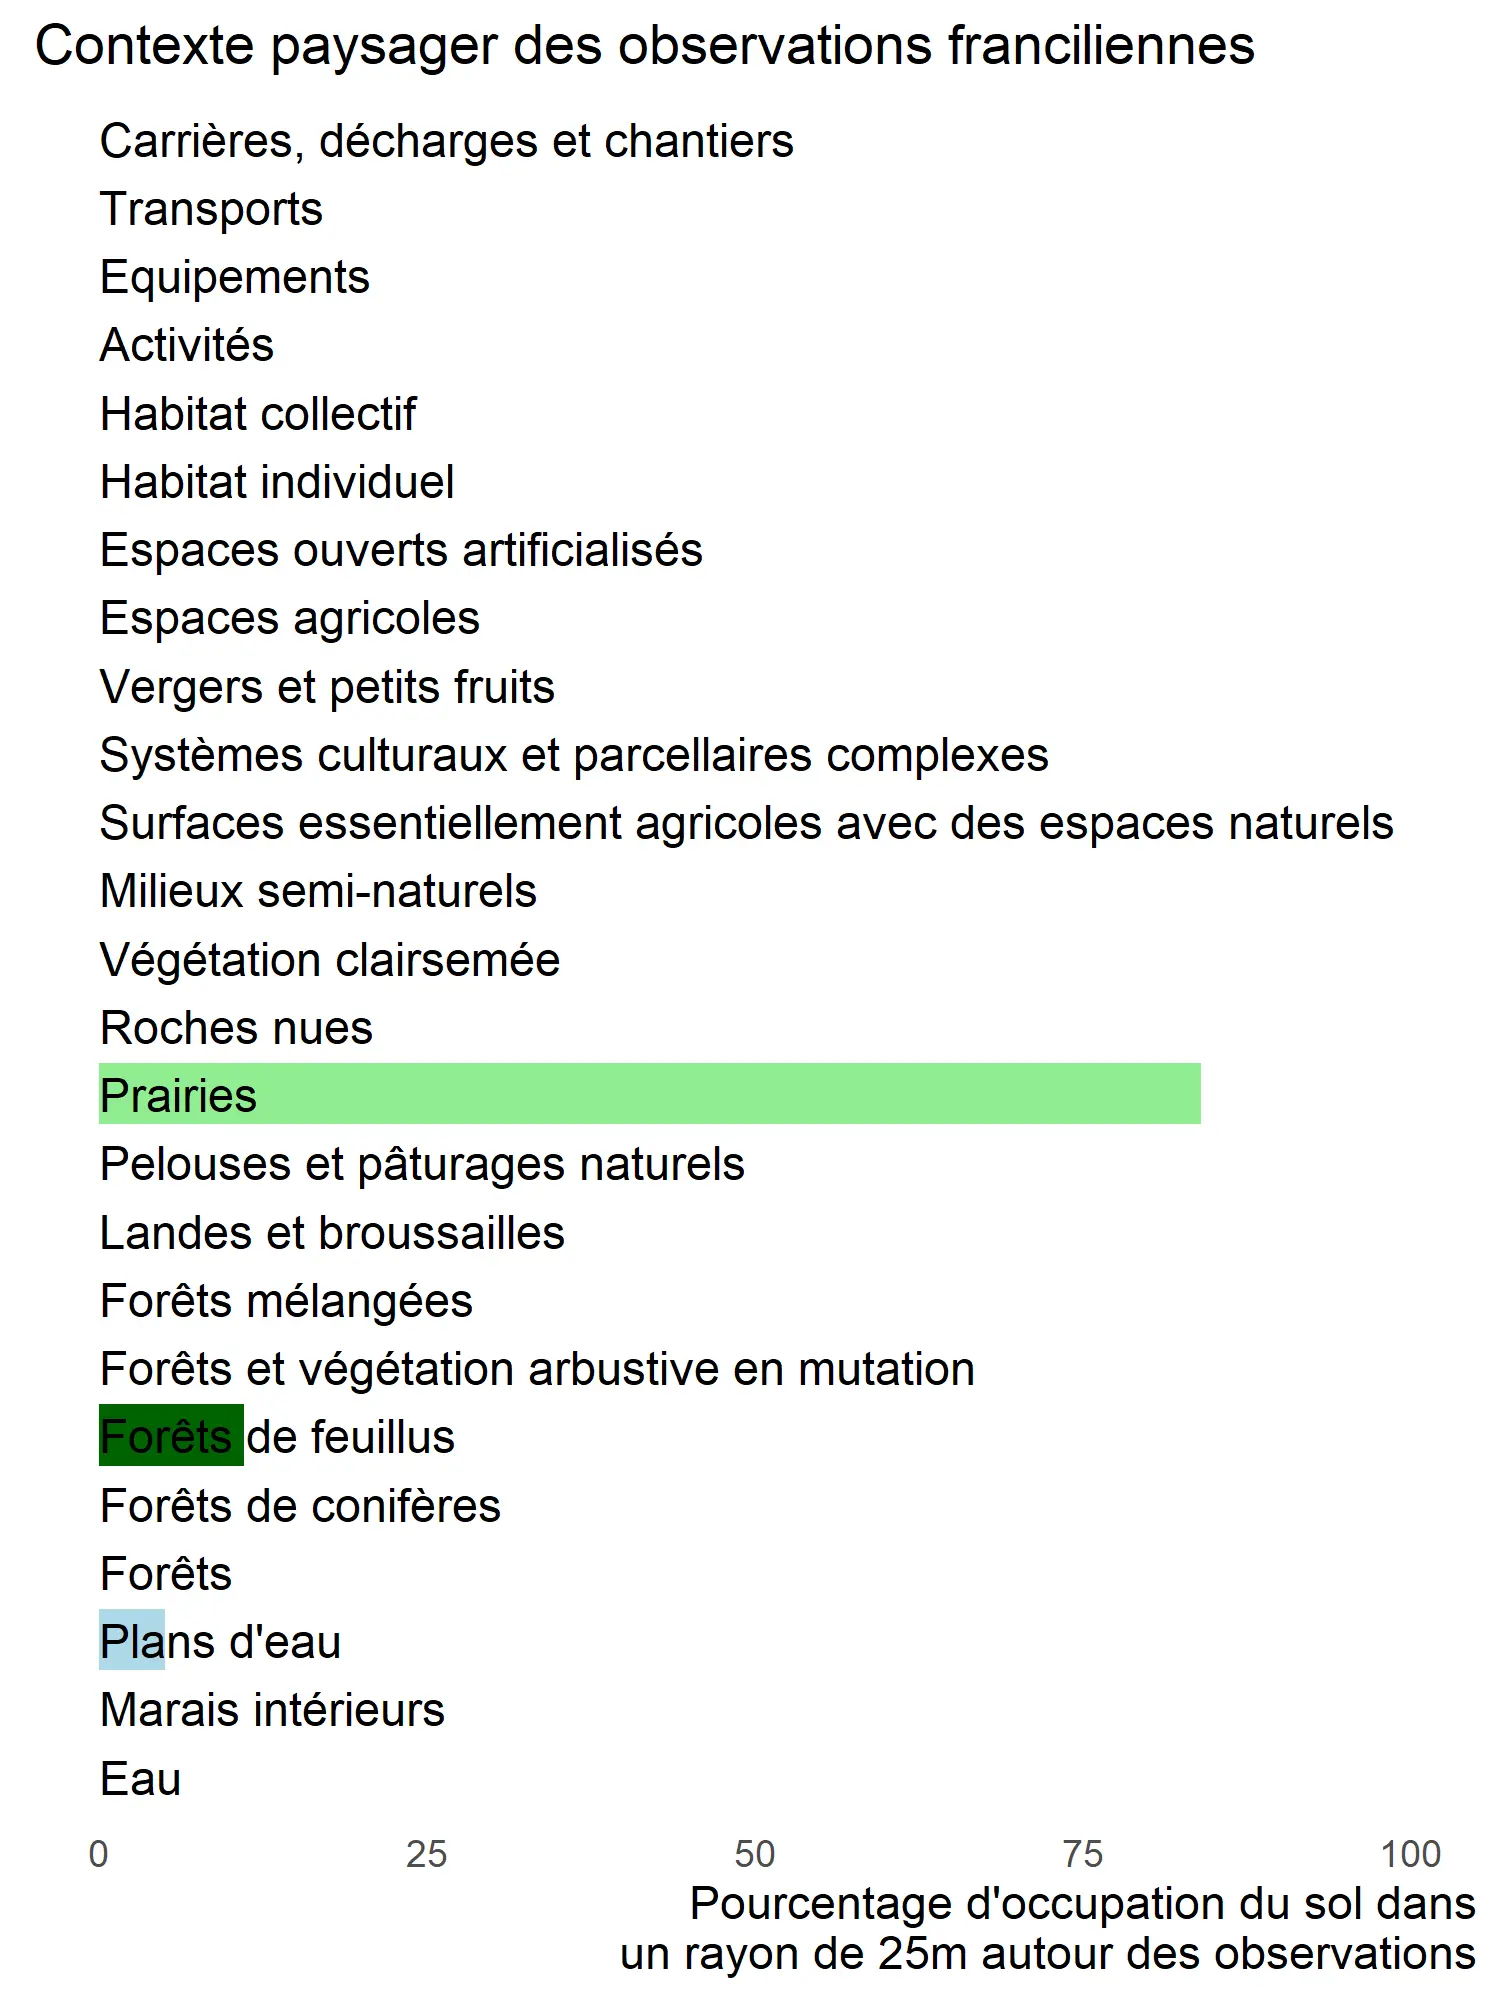 Contexte paysager des observations franciliennes
Carrières, décharges et chantiers
Transports
Equipements
Activités
Habitat collectif
Habitat individuel
Espaces ouverts artificialisés
Espaces agricoles
Vergers et petits fruits
Systèmes culturaux et parcellaires complexes
Surfaces essentiellement agricoles avec des espaces naturels
Milieux semi-naturels
Végétation clairsemée
Roches nues
Prairies
Pelouses et pâturages naturels
Landes et broussailles
Forêts mélangées
Forêts et végétation arbustive en mutation
Forêts de feuillus
Forêts de conifères
Forêts
Plans d'eau
Marais intérieurs
Eau
0 25 50 75 100
Pourcentage d'occupation du sol dans
un rayon de 25m autour des observations